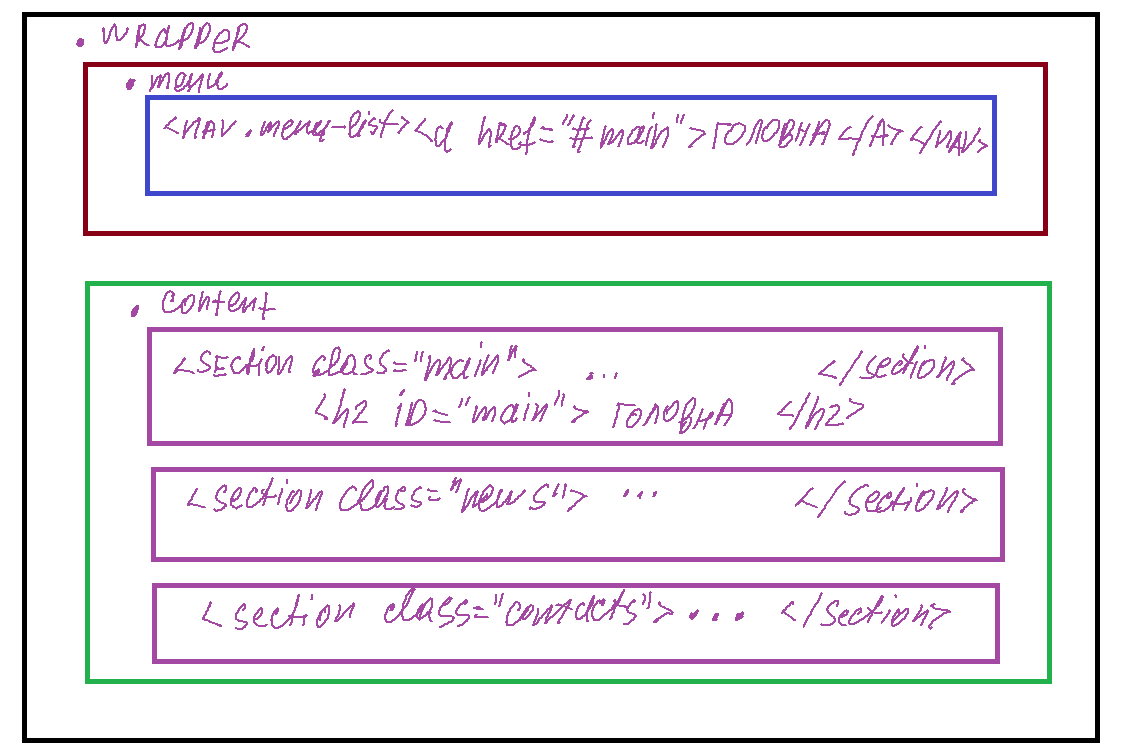 . WRAPPER
. menu
<NAV .menu-list><a hRef="#main">ГОЛОВНА</A></NAV>
. Content
<SECtion class="main"> ... </section>
<h2 iD="main"> ГОЛОВНА </h2>
<section class="news"> ... </section>
<section class="contacts"> ... </section>